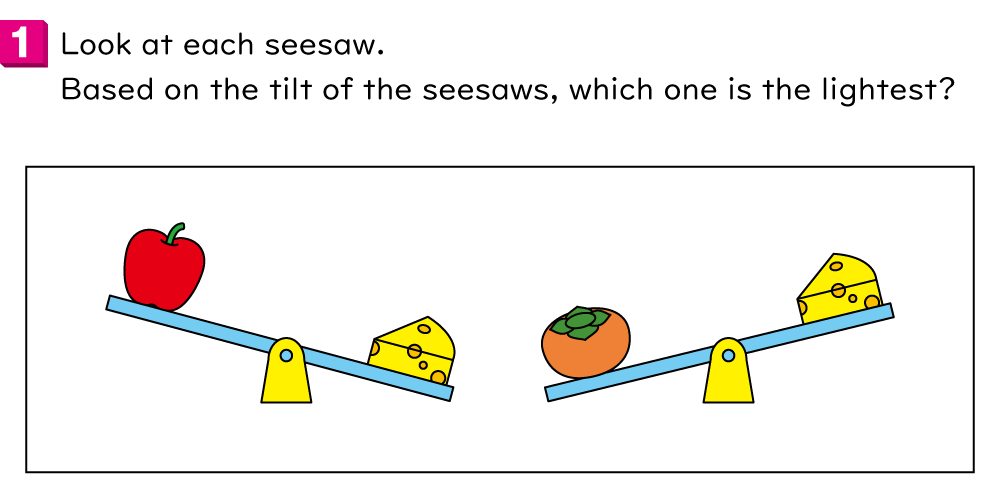 1 Look at each seesaw.
Based on the tilt of the seesaws, which one is the lightest?